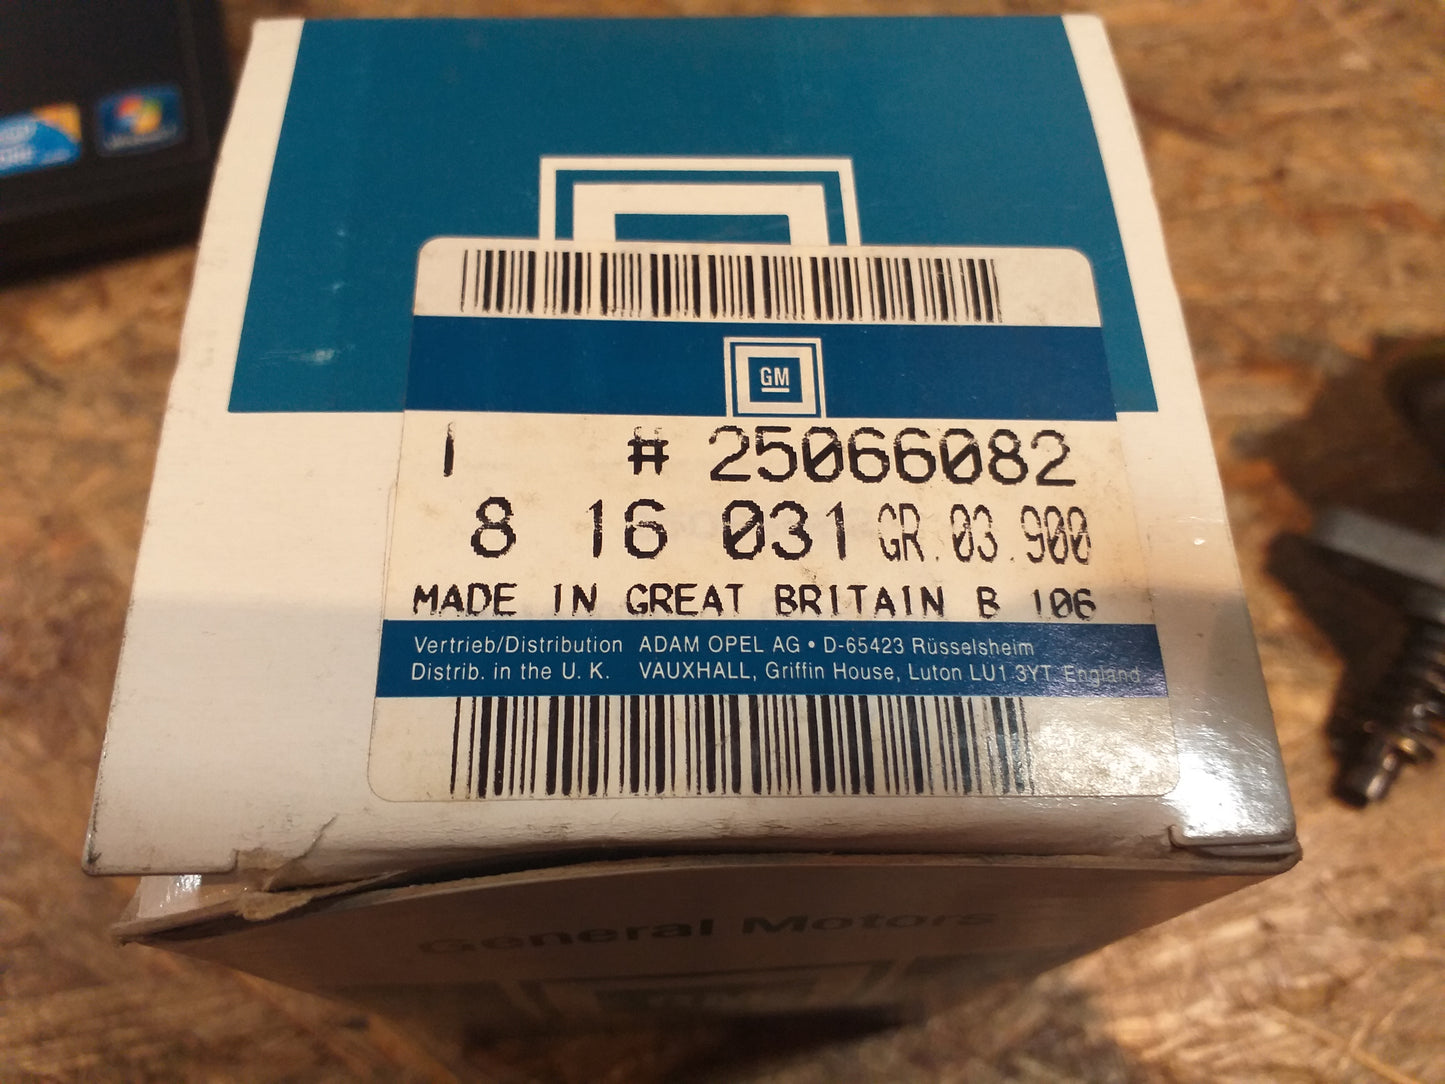 GM
1 # 25066082
8 16 031 GR.03.900
MADE IN GREAT BRITAIN B 106
Vertrieb/Distribution ADAM OPEL AG • D-65423 Rüsselsheim
Distrib. in the U. K. VAUXHALL, Griffin House, Luton LU1 3YT England
General Motors